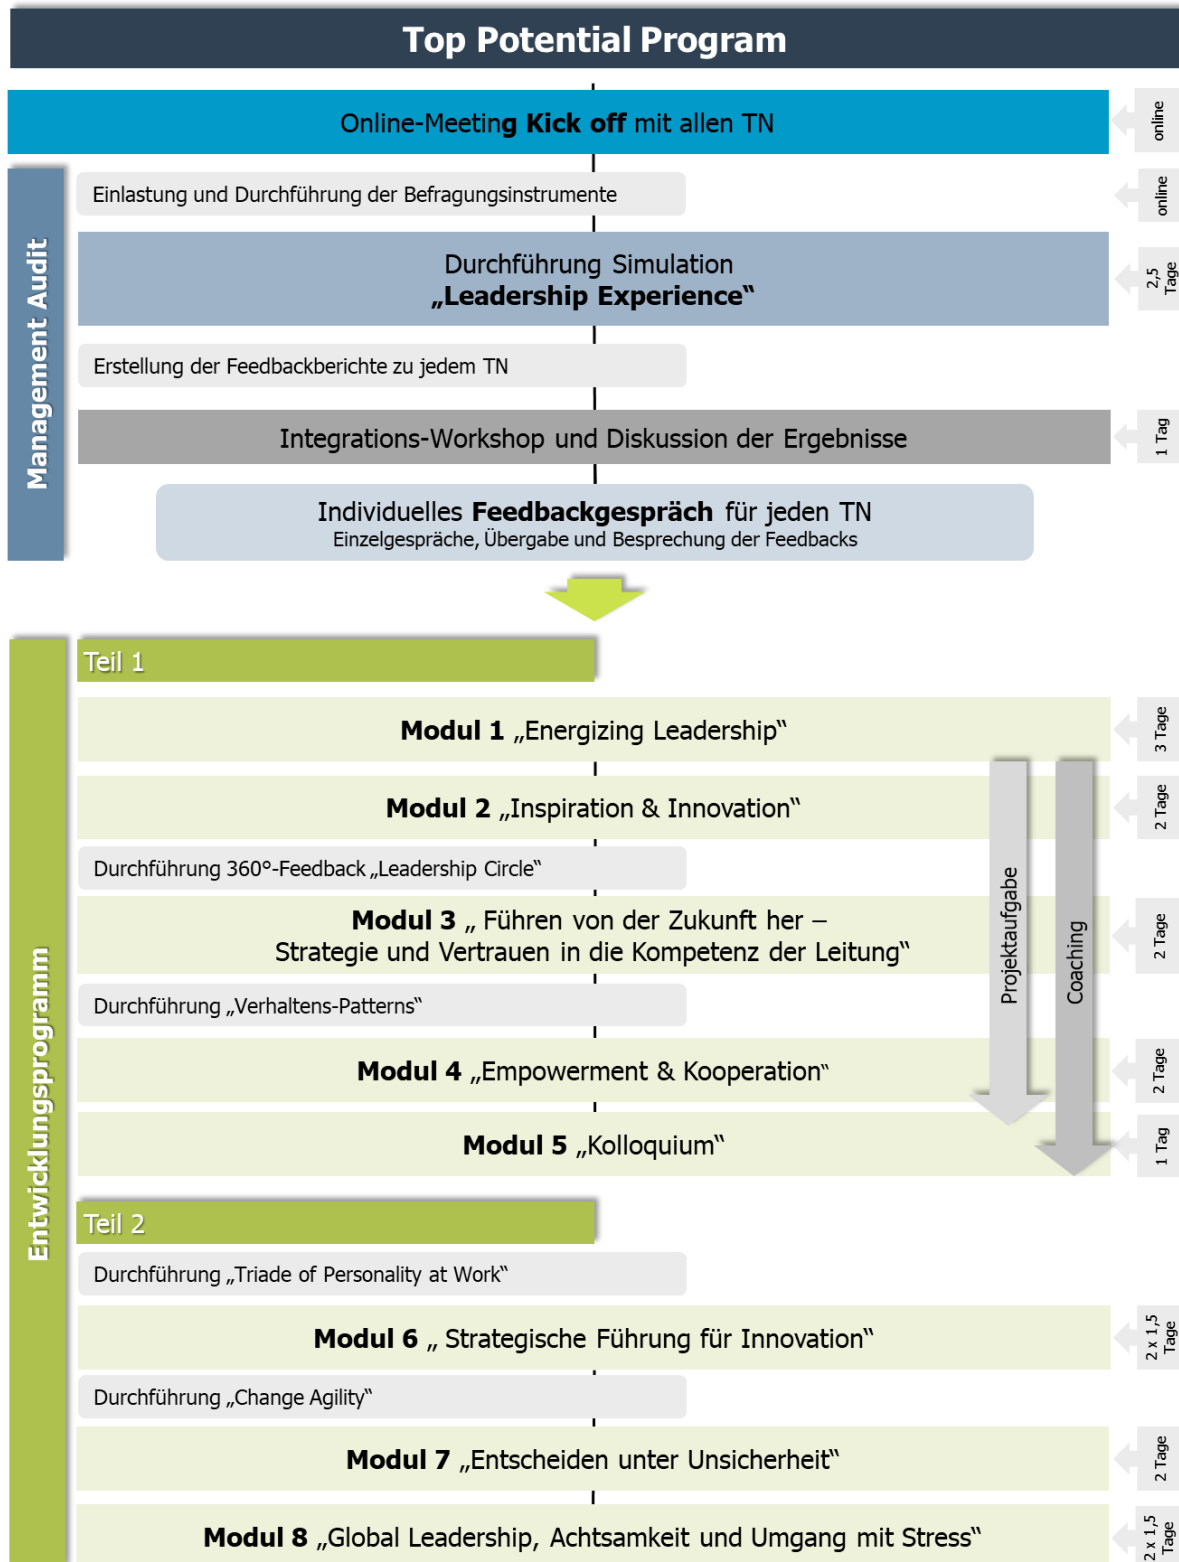 Top Potential Program
Online-Meeting Kick off mit allen TN
online
Management Audit
Einlastung und Durchführung der Befragungsinstrumente
online
Durchführung Simulation
„Leadership Experience“
2,5
Tage
Erstellung der Feedbackberichte zu jedem TN
Integrations-Workshop und Diskussion der Ergebnisse
1 Tag
Individuelles Feedbackgespräch für jeden TN
Einzelgespräche, Übergabe und Besprechung der Feedbacks
Entwicklungsprogramm
Teil 1
Modul 1 „Energizing Leadership“
3 Tage
Modul 2 „Inspiration & Innovation“
2 Tage
Durchführung 360°-Feedback „Leadership Circle“
Modul 3 „ Führen von der Zukunft her –
Strategie und Vertrauen in die Kompetenz der Leitung“
2 Tage
Projektaufgabe
Coaching
Durchführung „Verhaltens-Patterns“
Modul 4 „Empowerment & Kooperation“
2 Tage
Modul 5 „Kolloquium“
1 Tag
Teil 2
Durchführung „Triade of Personality at Work“
Modul 6 „ Strategische Führung für Innovation“
2 x 1,5
Tage
Durchführung „Change Agility“
Modul 7 „Entscheiden unter Unsicherheit“
2 Tage
Modul 8 „Global Leadership, Achtsamkeit und Umgang mit Stress“
2 x 1,5
Tage